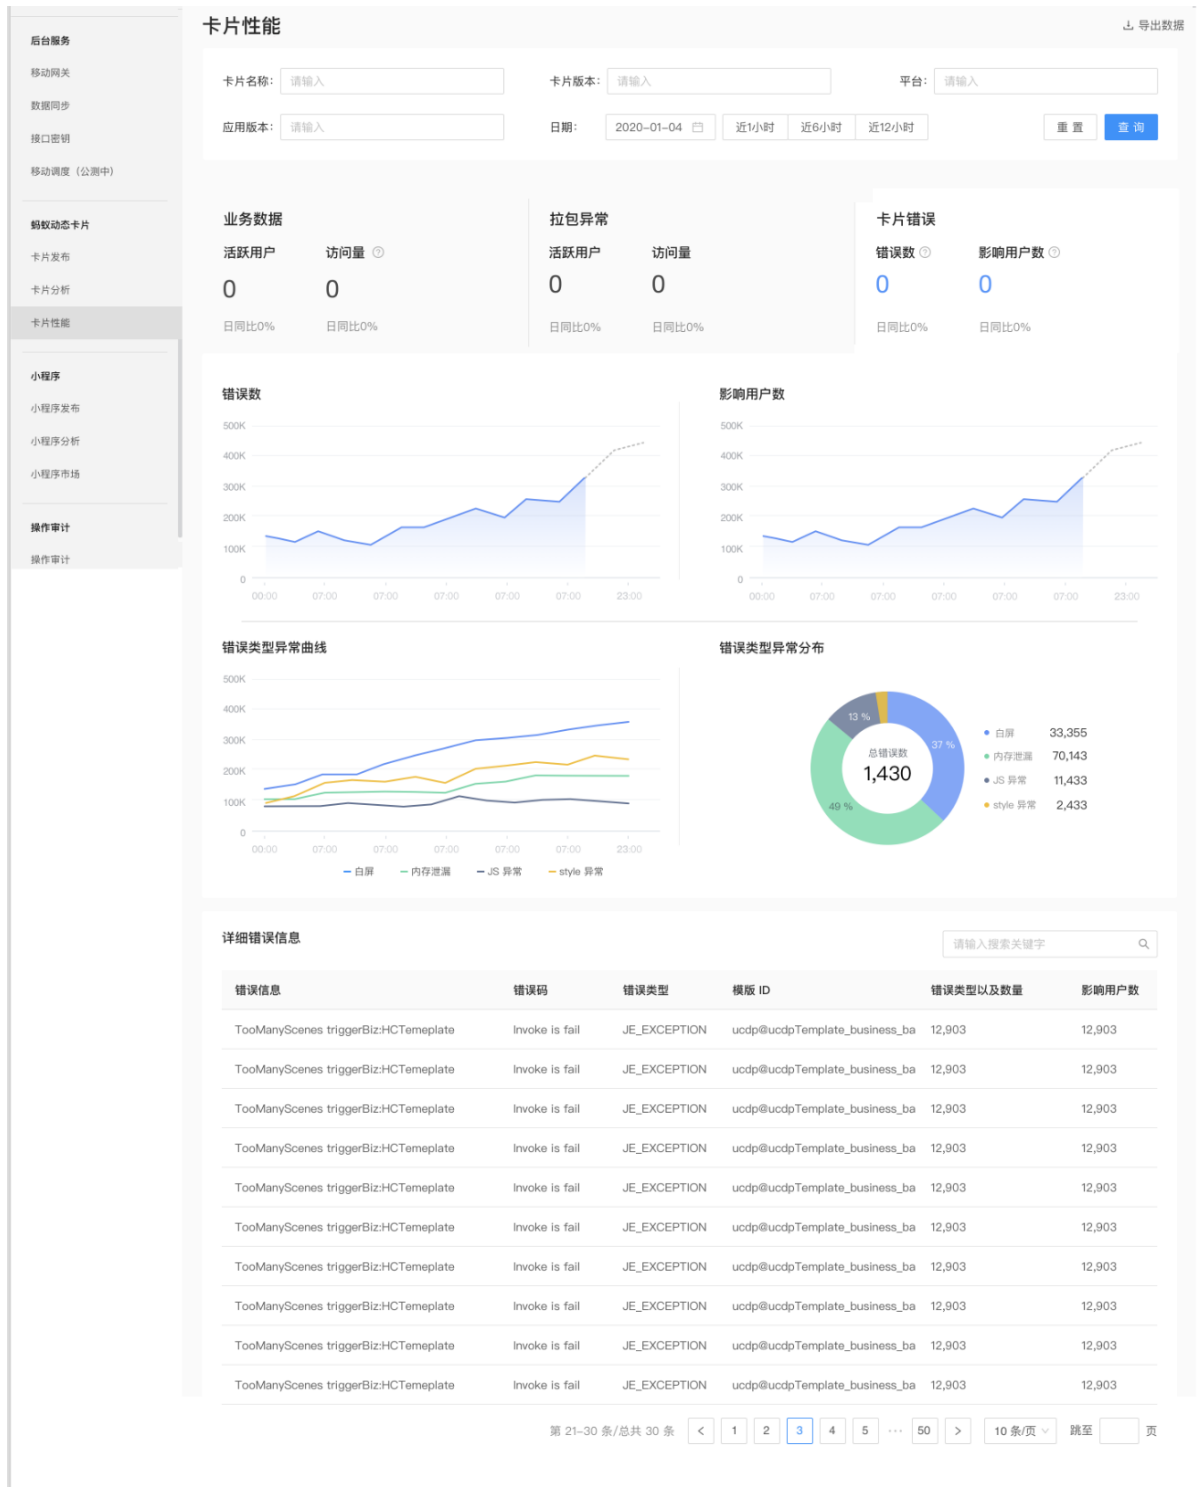 后台服务
移动网关
数据同步
接口密钥
移动调度（公测中）
蚂蚁动态卡片
卡片发布
卡片分析
卡片性能
小程序
小程序发布
小程序分析
小程序市场
操作审计
操作审计
卡片性能
导出数据
卡片名称： 请输入 卡片版本： 请输入 平台： 请输入
应用版本： 请输入 日期： 2020-01-04 近1小时 近6小时 近12小时 重 置 查 询
业务数据 拉包异常 卡片错误
活跃用户 访问量 活跃用户 访问量 错误数 影响用户数
0 0 0 0 0 0
日同比0% 日同比0% 日同比0% 日同比0% 日同比0% 日同比0%
错误数
500K
400K
300K
200K
100K
0
00:00 07:00 07:00 07:00 07:00 07:00 23:00
影响用户数
500K
400K
300K
200K
100K
0
00:00 07:00 07:00 07:00 07:00 07:00 23:00
错误类型异常曲线
500K
400K
300K
200K
100K
0
00:00 07:00 07:00 07:00 07:00 07:00 23:00
白屏 内存泄漏 JS 异常 style 异常
错误类型异常分布
13 %
37 %
49 %
总错误数
1,430
白屏 33,355
内存泄漏 70,143
JS 异常 11,433
style 异常 2,433
详细错误信息
请输入搜索关键字
错误信息 错误码 错误类型 模版 ID 错误类型以及数量 影响用户数
TooManyScenes triggerBiz:HCTemeplate Invoke is fail JE_EXCEPTION ucdp@ucdpTemplate_business_ba 12,903 12,903
TooManyScenes triggerBiz:HCTemeplate Invoke is fail JE_EXCEPTION ucdp@ucdpTemplate_business_ba 12,903 12,903
TooManyScenes triggerBiz:HCTemeplate Invoke is fail JE_EXCEPTION ucdp@ucdpTemplate_business_ba 12,903 12,903
TooManyScenes triggerBiz:HCTemeplate Invoke is fail JE_EXCEPTION ucdp@ucdpTemplate_business_ba 12,903 12,903
TooManyScenes triggerBiz:HCTemeplate Invoke is fail JE_EXCEPTION ucdp@ucdpTemplate_business_ba 12,903 12,903
TooManyScenes triggerBiz:HCTemeplate Invoke is fail JE_EXCEPTION ucdp@ucdpTemplate_business_ba 12,903 12,903
TooManyScenes triggerBiz:HCTemeplate Invoke is fail JE_EXCEPTION ucdp@ucdpTemplate_business_ba 12,903 12,903
TooManyScenes triggerBiz:HCTemeplate Invoke is fail JE_EXCEPTION ucdp@ucdpTemplate_business_ba 12,903 12,903
TooManyScenes triggerBiz:HCTemeplate Invoke is fail JE_EXCEPTION ucdp@ucdpTemplate_business_ba 12,903 12,903
TooManyScenes triggerBiz:HCTemeplate Invoke is fail JE_EXCEPTION ucdp@ucdpTemplate_business_ba 12,903 12,903
第 21-30 条/总共 30 条 < 1 2 3 4 5 ··· 50 > 10 条/页 跳至 页